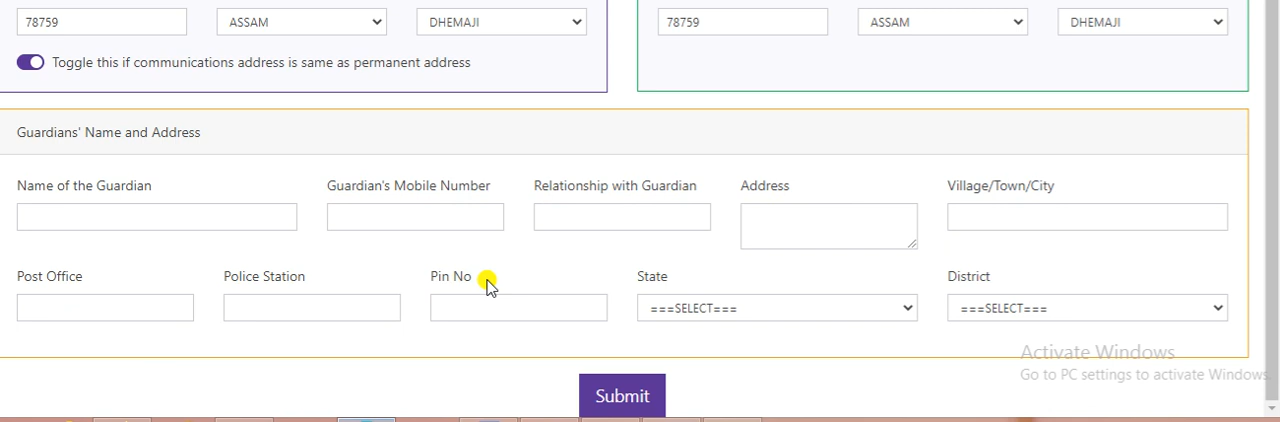 78759 ASSAM DHEMAJI 78759 ASSAM DHEMAJI
Toggle this if communications address is same as permanent address
Guardians' Name and Address
Name of the Guardian Guardian's Mobile Number Relationship with Guardian Address Village/Town/City
Post Office Police Station Pin No State District
===SELECT=== ===SELECT===
Activate Windows
Go to PC settings to activate Windows.
Submit